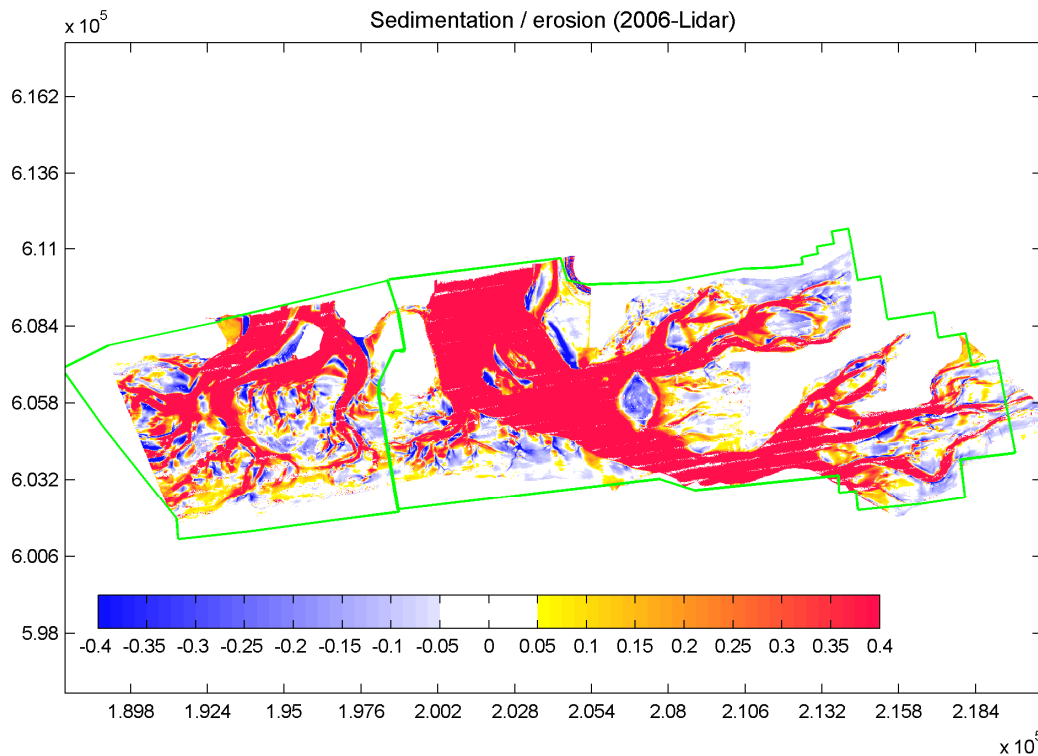 Sedimentation / erosion (2006-Lidar)
x 10^5
6.162
6.136
6.11
6.084
6.058
6.032
6.006
5.98
-0.4 -0.35 -0.3 -0.25 -0.2 -0.15 -0.1 -0.05 0 0.05 0.1 0.15 0.2 0.25 0.3 0.35 0.4
1.898 1.924 1.95 1.976 2.002 2.028 2.054 2.08 2.106 2.132 2.158 2.184
x 10^5